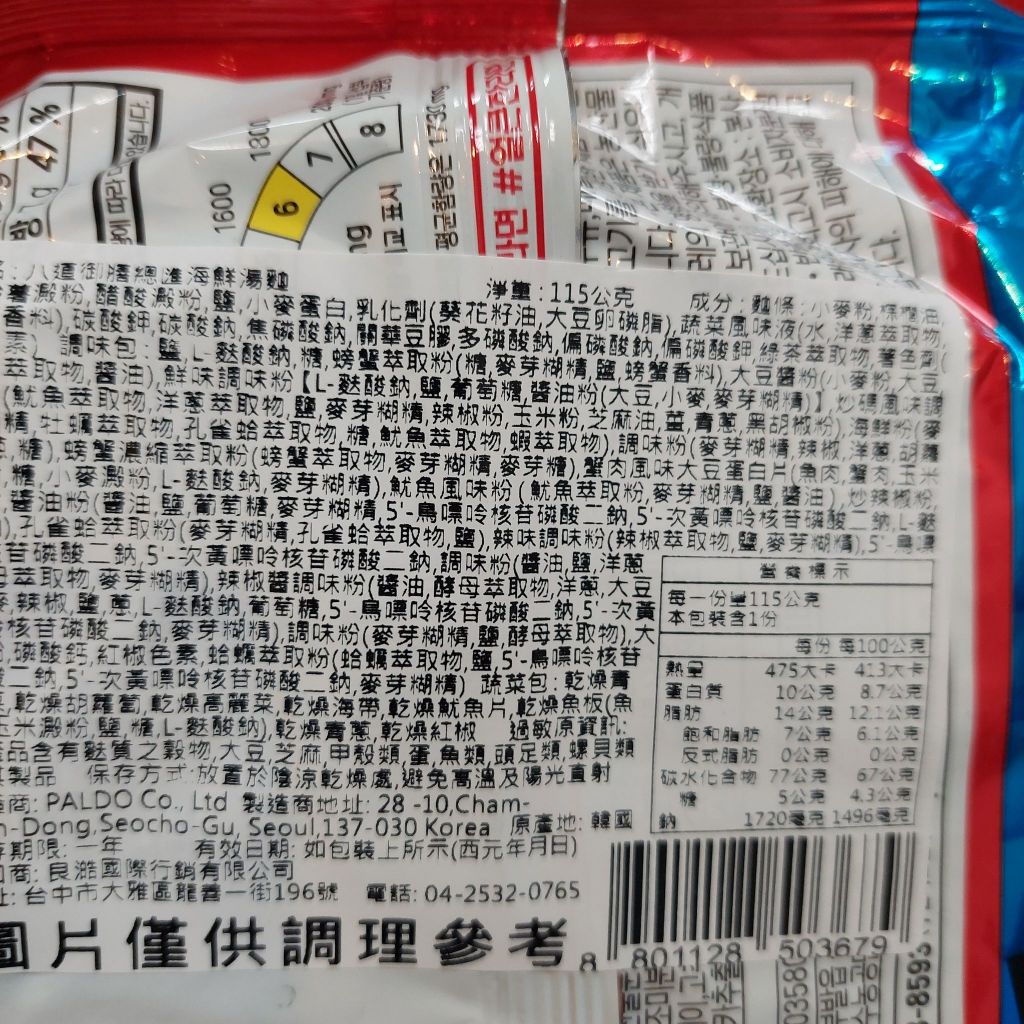 47 %
1600
1800
6
7
8
평균함량은 1730mg
라면 #얼큰
八道御膳總匯海鮮湯麵 淨重:115公克 成分:麵條:小麥粉,棕櫚油,
薯澱粉,醋酸澱粉,鹽,小麥蛋白,乳化劑(葵花籽油,大豆卵磷脂),蔬菜風味液(水,洋蔥萃取物,
香料),碳酸鉀,碳酸鈉,焦磷酸鈉,關華豆膠,多磷酸鈉,偏磷酸鈉,偏磷酸鉀,綠茶萃取物,著色劑(
素) 調味包:鹽,L-麩酸鈉,糖,螃蟹萃取粉(糖,麥芽糊精,鹽,螃蟹香料),大豆醬粉(小麥粉,大豆,
萃取物,醬油),鮮味調味粉【L-麩酸鈉,鹽,葡萄糖,醬油粉(大豆,小麥,麥芽糊精)】,炒碼風味調
(魷魚萃取物,洋蔥萃取物,鹽,麥芽糊精,辣椒粉,玉米粉,芝麻油,薑,青蔥,黑胡椒粉),海鮮粉(麥
精,牡蠣萃取物,孔雀蛤萃取物,糖,魷魚萃取物,蝦萃取物),調味粉(麥芽糊精,辣椒,洋蔥,胡蘿
,糖),螃蟹濃縮萃取粉(螃蟹萃取物,麥芽糊精,麥芽糖),蟹肉風味大豆蛋白片(魚肉,蟹肉,玉米
,糖,小麥澱粉,L-麩酸鈉,麥芽糊精),魷魚風味粉(魷魚萃取粉,麥芽糊精,鹽,醬油),炒辣椒粉,
醬油粉(醬油,鹽,葡萄糖,麥芽糊精,5'-鳥嘌呤核苷磷酸二鈉,5'-次黃嘌呤核苷磷酸二鈉,L-麩
),孔雀蛤萃取粉(麥芽糊精,孔雀蛤萃取物,鹽),辣味調味粉(辣椒萃取物,鹽,麥芽糊精),5'-鳥嘌
苷磷酸二鈉,5'-次黃嘌呤核苷磷酸二鈉,調味粉(醬油,鹽,洋蔥
萃取物,麥芽糊精),辣椒醬調味粉(醬油,酵母萃取物,洋蔥,大豆
,辣椒,鹽,蔥,L-麩酸鈉,葡萄糖,5'-鳥嘌呤核苷磷酸二鈉,5'-次黃
核苷磷酸二鈉,麥芽糊精),調味粉(麥芽糊精,鹽,酵母萃取物),大
,磷酸鈣,紅椒色素,蛤蠣萃取粉(蛤蠣萃取物,鹽,5'-鳥嘌呤核苷
二鈉,5'-次黃嘌呤核苷磷酸二鈉,麥芽糊精) 蔬菜包:乾燥青
,乾燥胡蘿蔔,乾燥高麗菜,乾燥海帶,乾燥魷魚片,乾燥魚板(魚
玉米澱粉,鹽,糖,L-麩酸鈉),乾燥青蔥,乾燥紅椒 過敏原資訊:
品含有麩質之穀物,大豆,芝麻,甲殼類,蛋,魚類,頭足類,螺貝類
製品 保存方式:放置於陰涼乾燥處,避免高溫及陽光直射
商: PALDO Co., Ltd 製造商地址: 28 -10,Cham-
-Dong,Seocho-Gu, Seoul,137-030 Korea 原產地: 韓國
期限: 一年 有效日期: 如包裝上所示(西元年月日)
商: 良澔國際行銷有限公司
: 台中市大雅區龍善一街196號 電話: 04-2532-0765
圖片僅供調理參考
營養標示
每一份量115公克
本包裝含1份
每份 每100公克
熱量 475大卡 413大卡
蛋白質 10公克 8.7公克
脂肪 14公克 12.1公克
飽和脂肪 7公克 6.1公克
反式脂肪 0公克 0公克
碳水化合物 77公克 67公克
糖 5公克 4.3公克
鈉 1720毫克 1496毫克
8 801128 503679